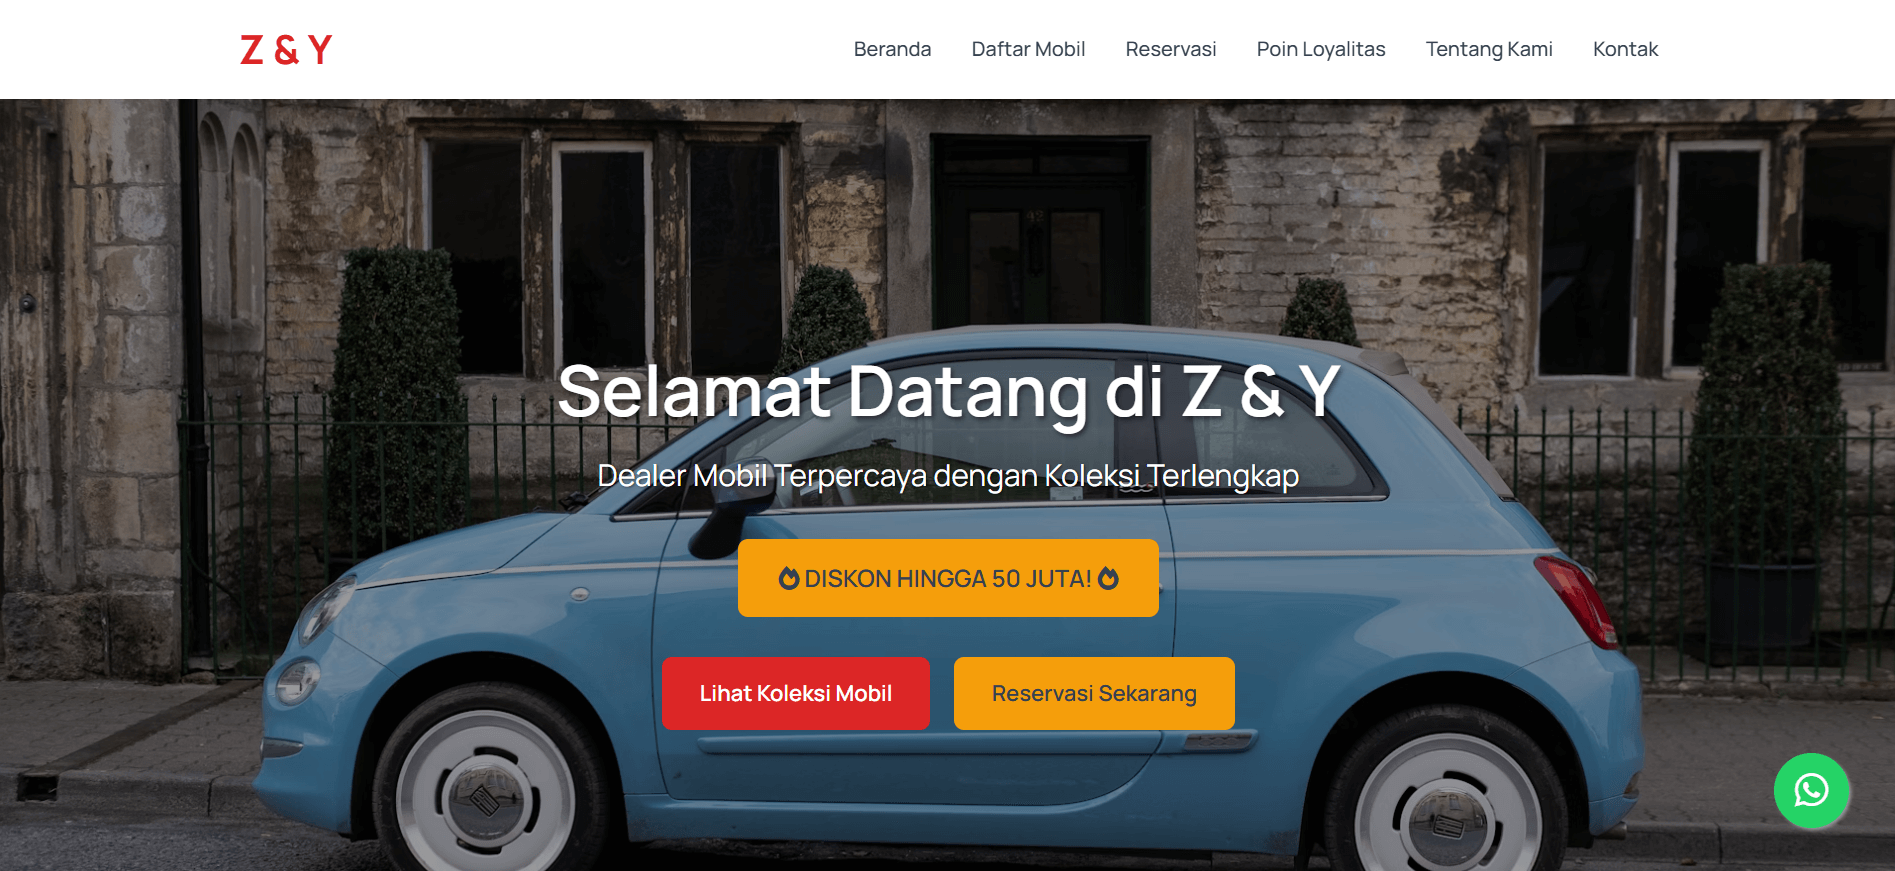 Z & Y
Beranda
Daftar Mobil
Reservasi
Poin Loyalitas
Tentang Kami
Kontak
Selamat Datang di Z & Y
Dealer Mobil Terpercaya dengan Koleksi Terlengkap
DISKON HINGGA 50 JUTA!
Lihat Koleksi Mobil
Reservasi Sekarang